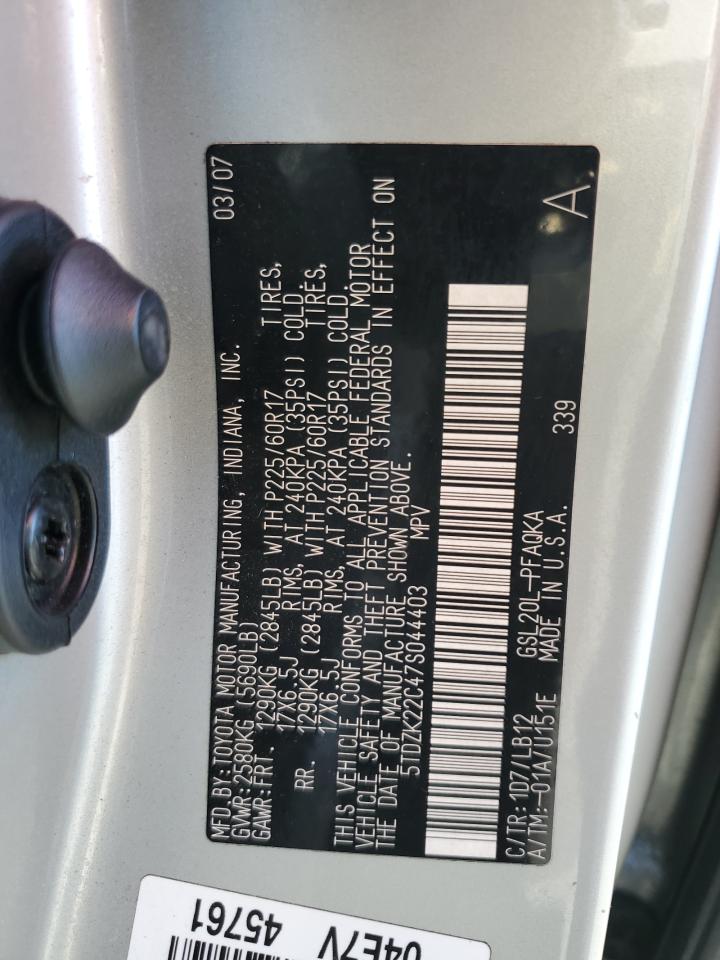 MFD.BY:TOYOTA MOTOR MANUFACTURING, INDIANA, INC. 03/07
GVWR:2580KG (5690LB)
GAWR:FRT. 1290KG (2845LB) WITH P225/60R17 TIRES,
17X6.5J RIMS, AT 240KPA (35PSI) COLD.
RR. 1290KG (2845LB) WITH P225/60R17 TIRES,
17X6.5J RIMS, AT 240KPA (35PSI) COLD.
THIS VEHICLE CONFORMS TO ALL APPLICABLE FEDERAL MOTOR
VEHICLE SAFETY AND THEFT PREVENTION STANDARDS IN EFFECT ON
THE DATE OF MANUFACTURE SHOWN ABOVE.
5TDZK22C47S044403 MPV
C/TR:1D7/LB12 GSL20L-PFAQKA 339
A/TM:-01A/U151E MADE IN U.S.A. A
04E7V
45761